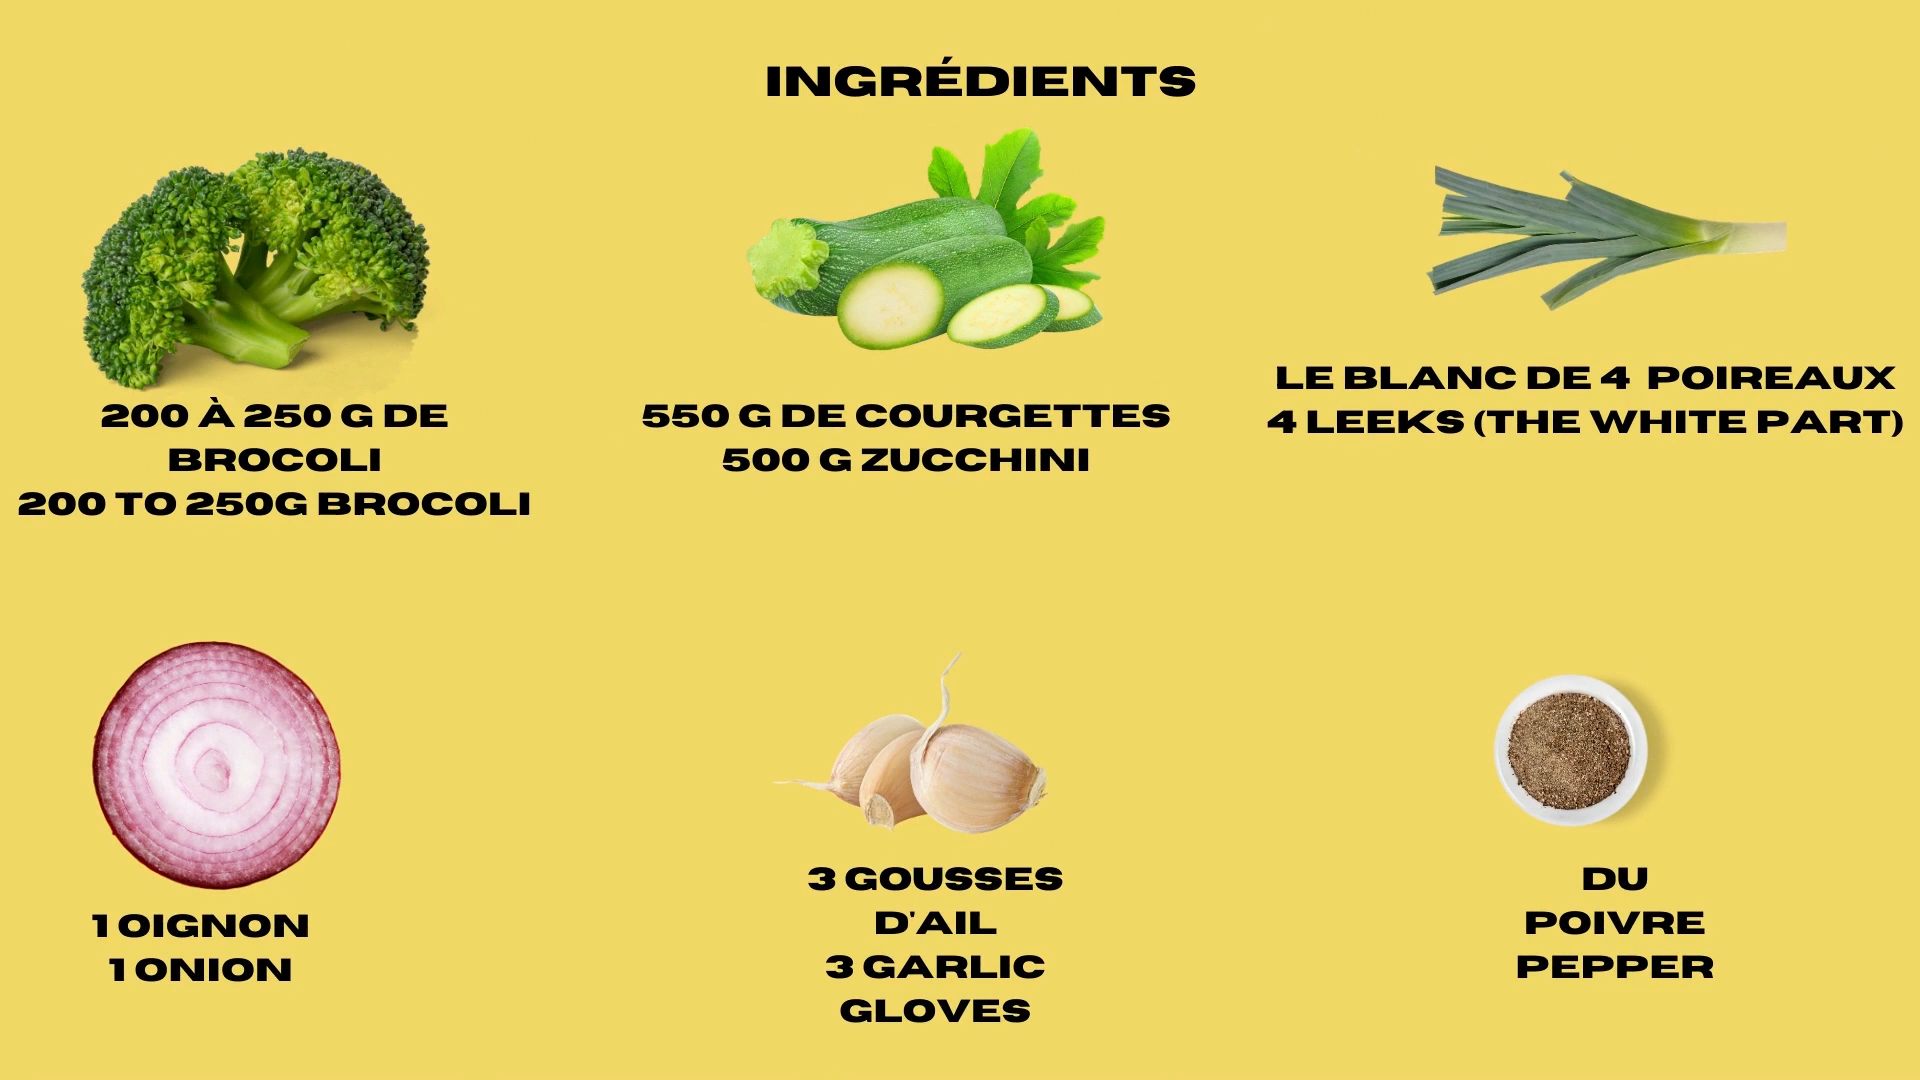 INGRÉDIENTS
200 À 250 G DE
BROCOLI
200 TO 250G BROCOLI
550 G DE COURGETTES
500 G ZUCCHINI
LE BLANC DE 4 POIREAUX
4 LEEKS (THE WHITE PART)
1 OIGNON
1 ONION
3 GOUSSES
D'AIL
3 GARLIC
GLOVES
DU
POIVRE
PEPPER